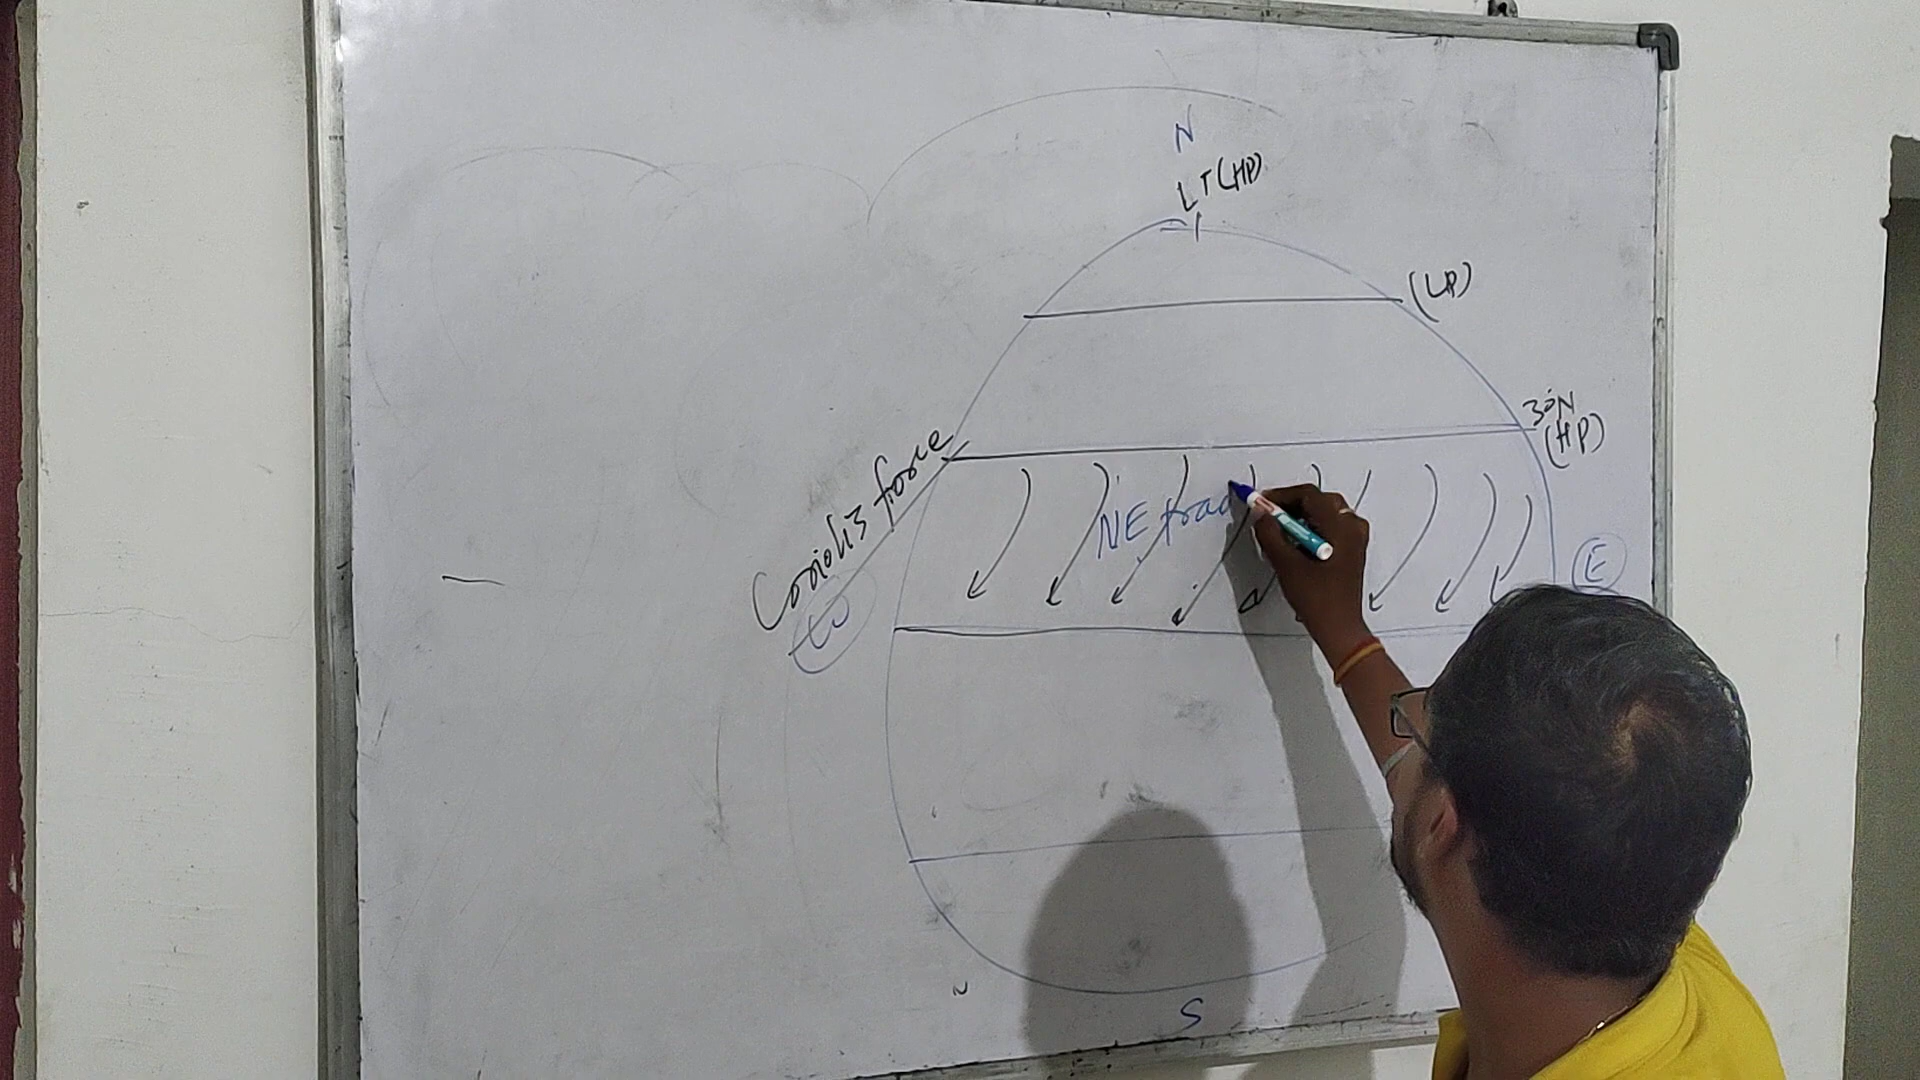 N
LT (HP)
(LP)
30°N
(HP)
Coriolis force
NE trad
E
W
S